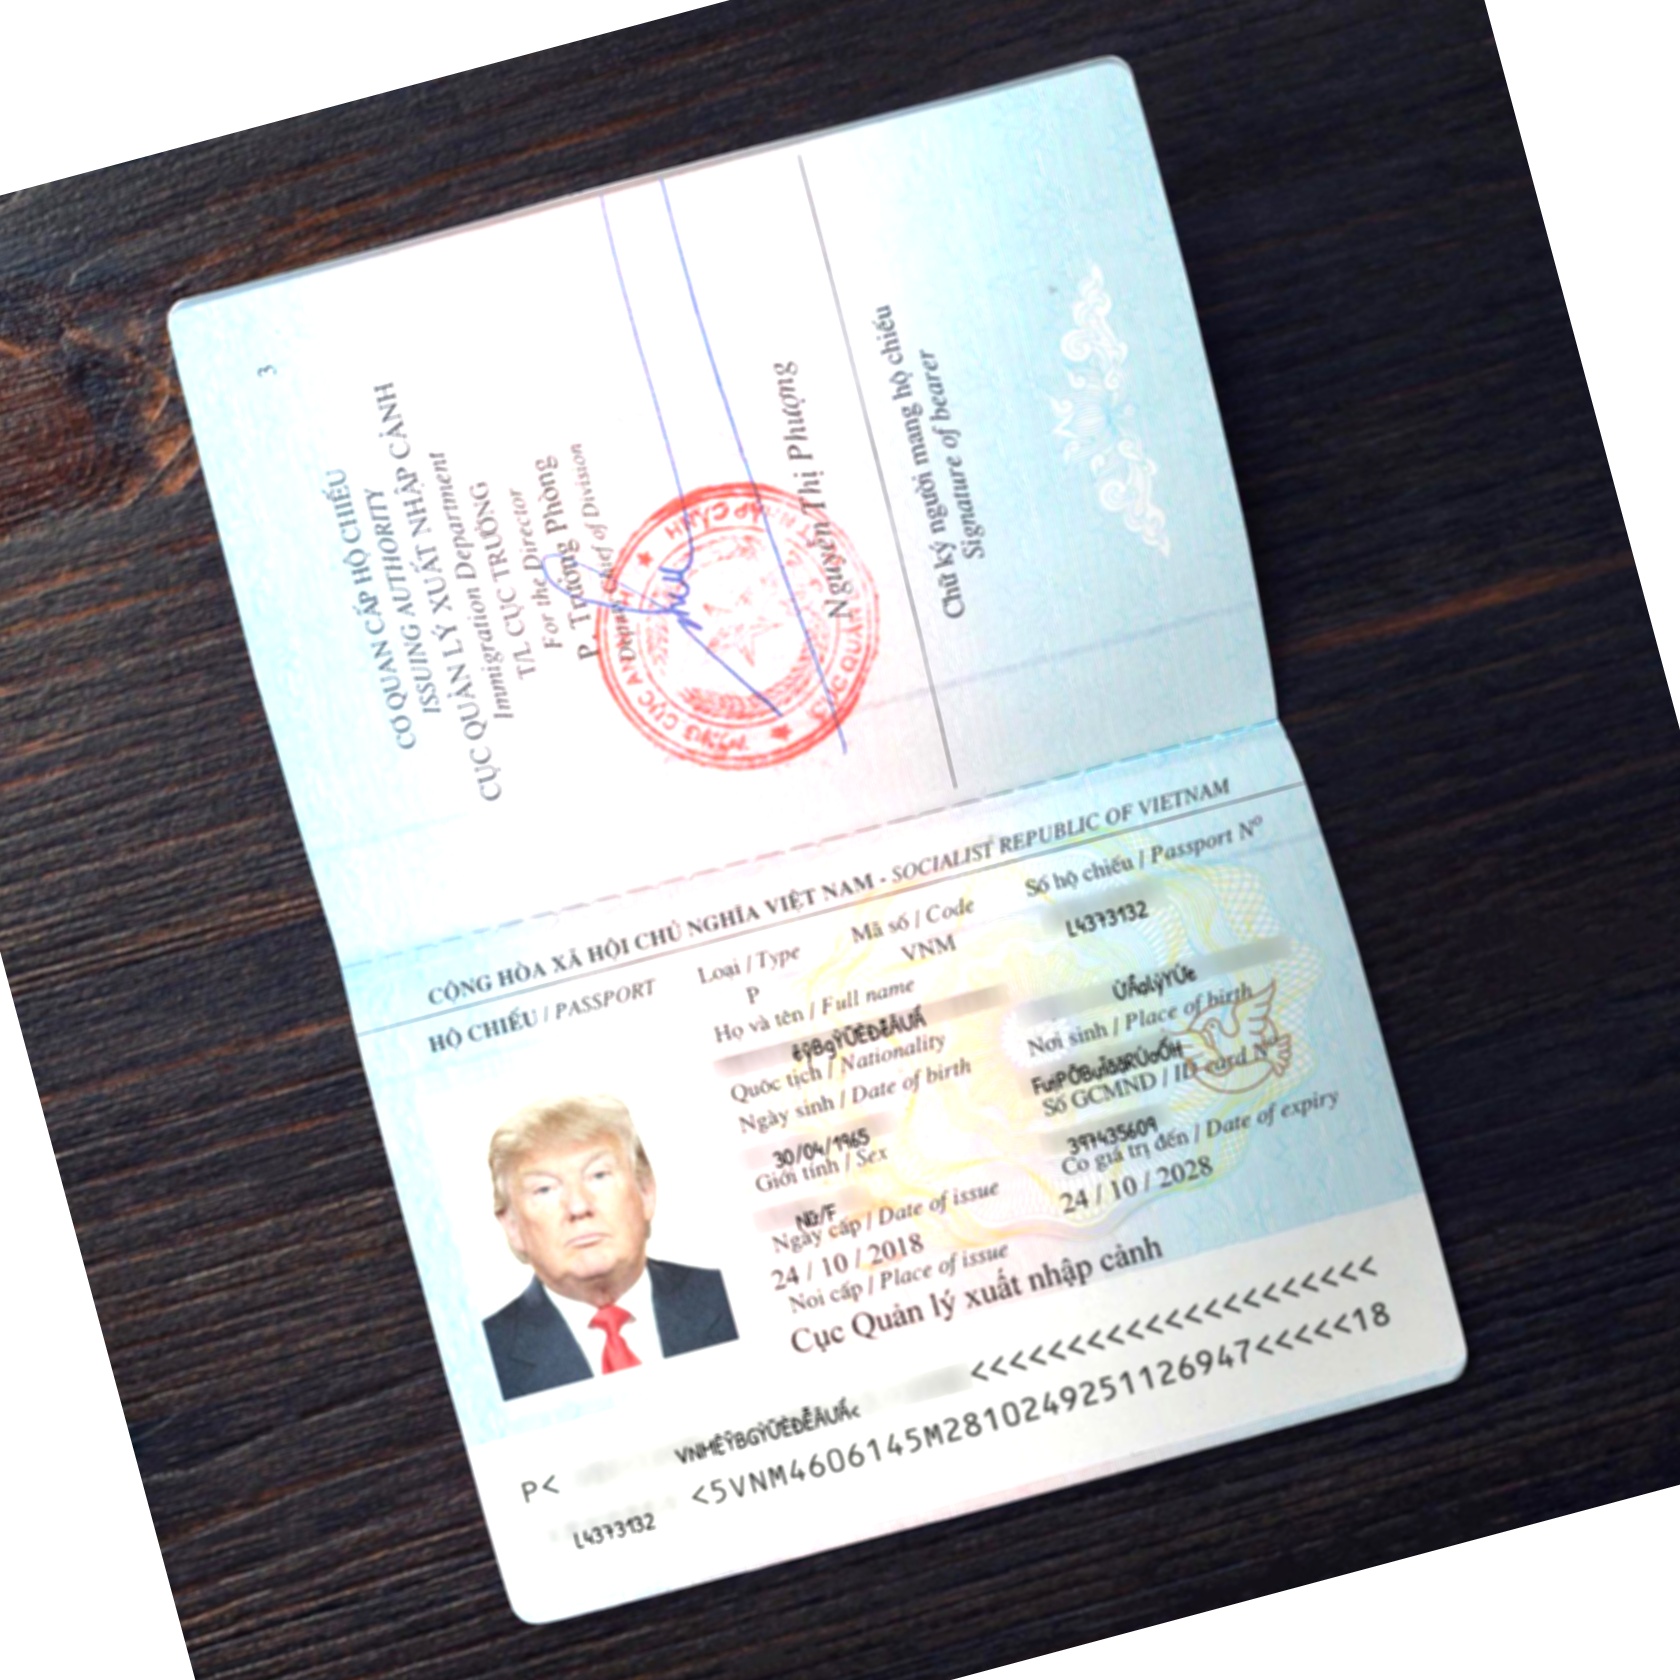 3
CƠ QUAN CẤP HỘ CHIẾU
ISSUING AUTHORITY
CỤC QUẢN LÝ XUẤT NHẬP CẢNH
Immigration Department
T/L CỤC TRƯỞNG
For the Director
P. Trưởng Phòng
Deputy Chief of Division
Nguyễn Thị Phượng
Chữ ký người mang hộ chiếu
Signature of bearer
CỘNG HÒA XÃ HỘI CHỦ NGHĨA VIỆT NAM - SOCIALIST REPUBLIC OF VIETNAM
HỘ CHIẾU / PASSPORT
Loại / Type
Mã số / Code
Số hộ chiếu / Passport Nº
P
VNM
L4373132
Họ và tên / Full name
Quốc tịch / Nationality
Nơi sinh / Place of birth
Ngày sinh / Date of birth
30/04/1965
Số GCMND / ID card Nº
397435609
Giới tính / Sex
Nữ/F
Có giá trị đến / Date of expiry
24 / 10 / 2028
Ngày cấp / Date of issue
24 / 10 / 2018
Nơi cấp / Place of issue
Cục Quản lý xuất nhập cảnh
P< <<<<<<<<<<<<<<<<<<<<<
L4373132 <5VNM4606145M2810249251126947<<<<<18